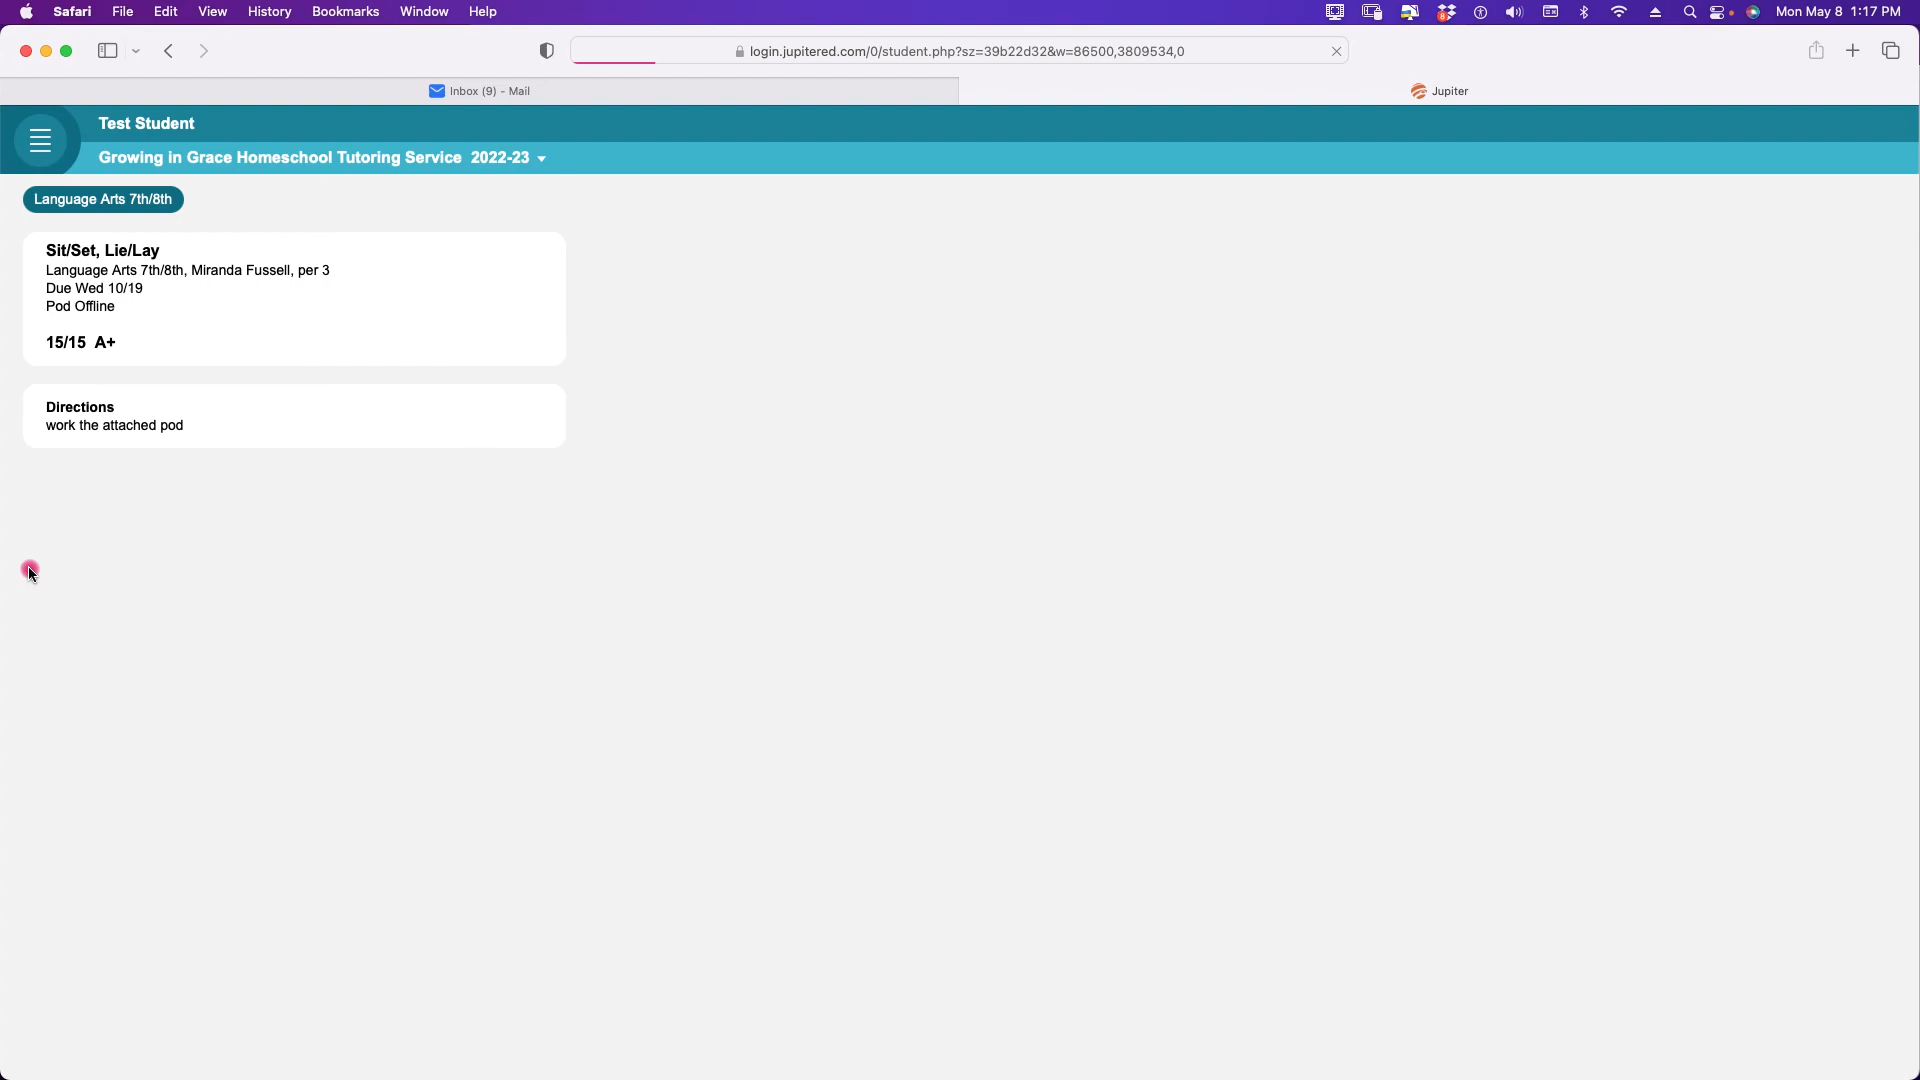 Safari File Edit View History Bookmarks Window Help
8
Mon May 8 1:17 PM
login.jupitered.com/0/student.php?sz=39b22d32&w=86500,3809534,0
Inbox (9) - Mail
Jupiter
Test Student
Growing in Grace Homeschool Tutoring Service 2022-23
Language Arts 7th/8th
Sit/Set, Lie/Lay
Language Arts 7th/8th, Miranda Fussell, per 3
Due Wed 10/19
Pod Offline
15/15 A+
Directions
work the attached pod